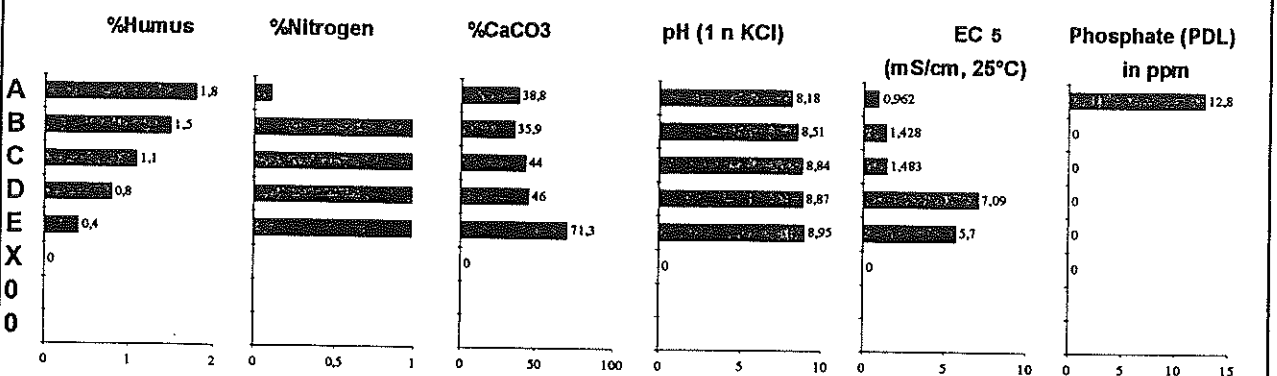 %Humus %Nitrogen %CaCO3 pH (1 n KCl) EC 5 Phosphate (PDL)
(mS/cm, 25°C) in ppm
A 1,8 38,8 8,18 0,962 12,8
B 1,5 35,9 8,51 1,428 0
C 1,1 44 8,84 1,483 0
D 0,8 46 8,87 7,09 0
E 0,4 71,3 8,95 5,7 0
X 0 0 0 0 0
0
0
0 1 2 0 0,5 1 0 50 100 0 5 10 0 5 10 0 5 10 15